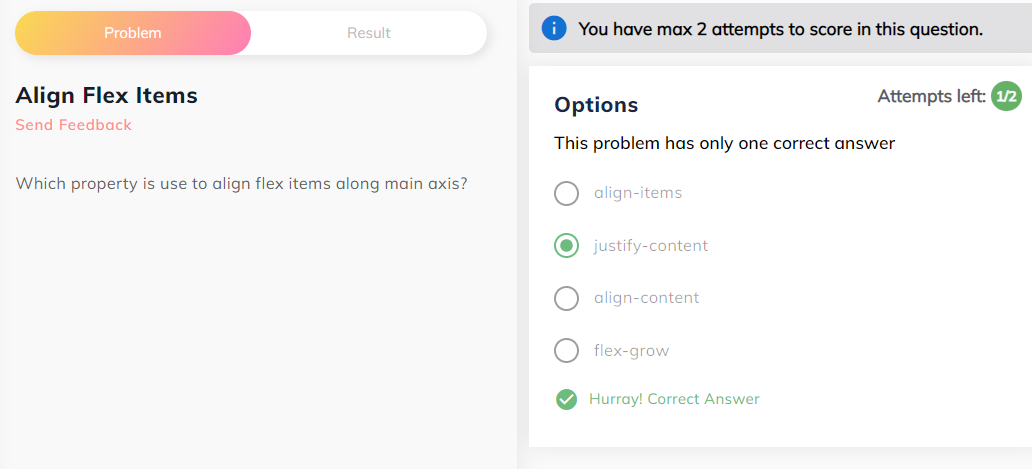 Problem
Result
Align Flex Items
Send Feedback
Which property is use to align flex items along main axis?
i You have max 2 attempts to score in this question.
Options
Attempts left: 1/2
This problem has only one correct answer
align-items
justify-content
align-content
flex-grow
Hurray! Correct Answer